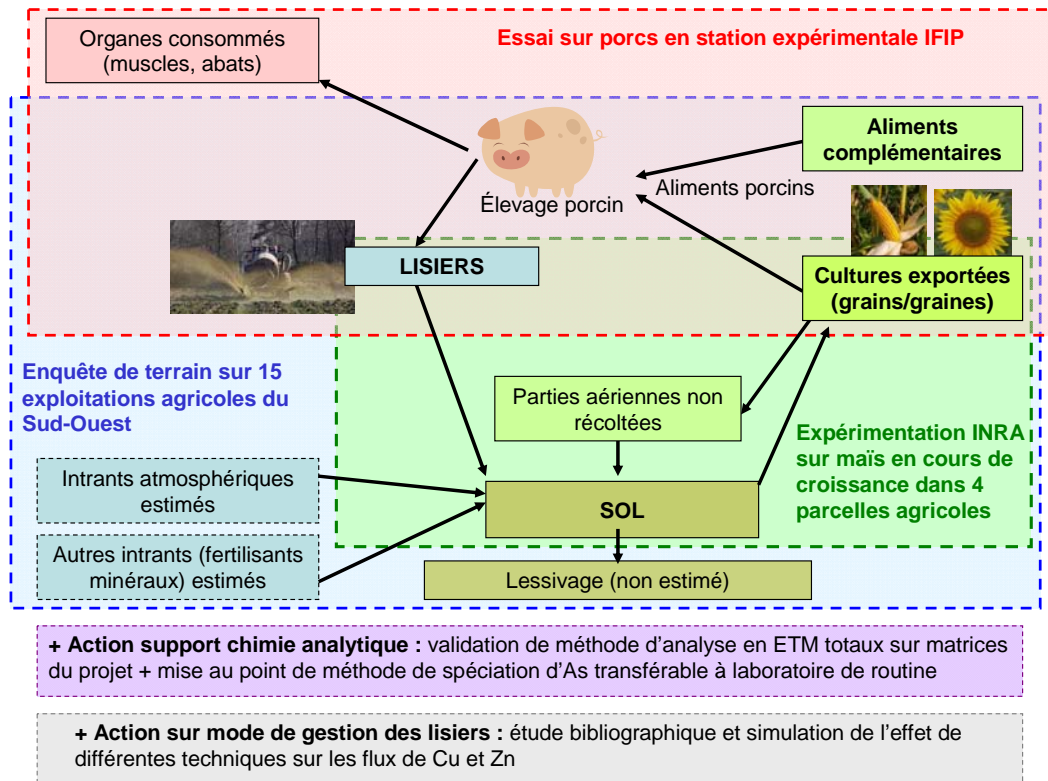 Organes consommés
(muscles, abats)
Essai sur porcs en station expérimentale IFIP
Aliments
complémentaires
Aliments porcins
Élevage porcin
LISIERS
Cultures exportées
(grains/graines)
Enquête de terrain sur 15
exploitations agricoles du
Sud-Ouest
Parties aériennes non
récoltées
Expérimentation INRA
sur maïs en cours de
croissance dans 4
parcelles agricoles
Intrants atmosphériques
estimés
SOL
Autres intrants (fertilisants
minéraux) estimés
Lessivage (non estimé)
+ Action support chimie analytique : validation de méthode d'analyse en ETM totaux sur matrices
du projet + mise au point de méthode de spéciation d'As transférable à laboratoire de routine
+ Action sur mode de gestion des lisiers : étude bibliographique et simulation de l'effet de
différentes techniques sur les flux de Cu et Zn